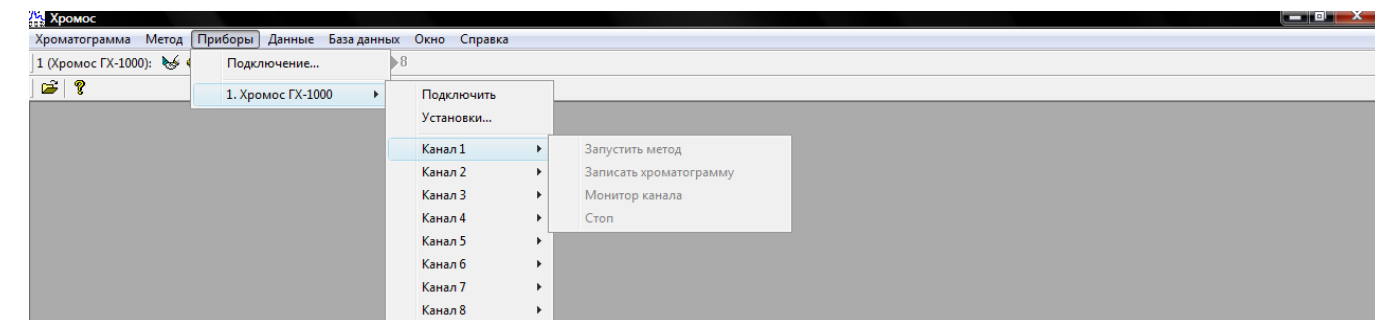 Хромос
Хроматограмма Метод Приборы Данные База данных Окно Справка
1 (Хромос ГХ-1000): 8
Подключение...
1. Хромос ГХ-1000
Подключить
Установки...
Канал 1
Канал 2
Канал 3
Канал 4
Канал 5
Канал 6
Канал 7
Канал 8
Запустить метод
Записать хроматограмму
Монитор канала
Стоп